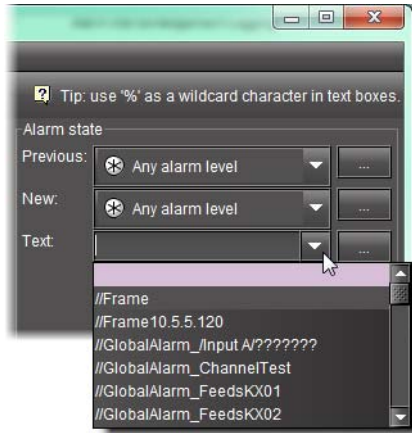 Tip: use '%' as a wildcard character in text boxes.
Alarm state
Previous: Any alarm level ...
New: Any alarm level ...
Text: ...
//Frame
//Frame10.5.5.120
//GlobalAlarm_/Input A/???????
//GlobalAlarm_ChannelTest
//GlobalAlarm_FeedsKX01
//GlobalAlarm_FeedsKX02